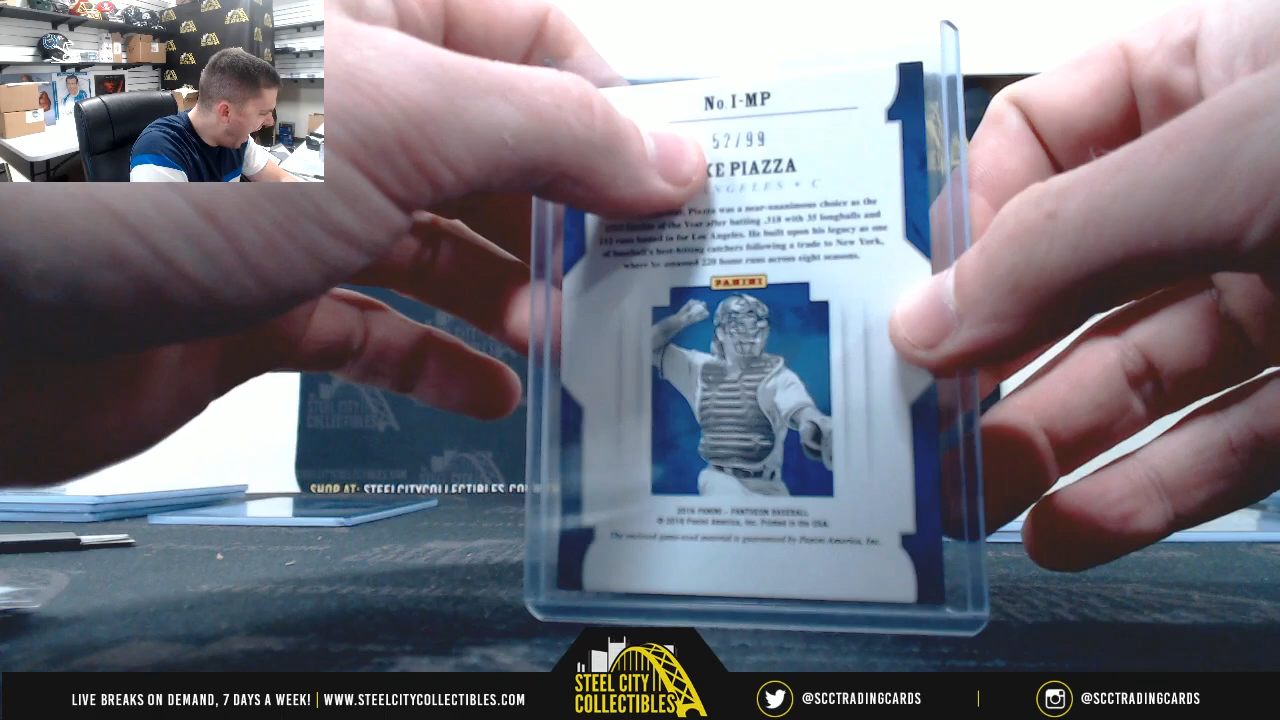 No. I-MP
52/99
KE PIAZZA
NGELES • C
Piazza was a near-unanimous choice as the
of the Year after batting .318 with 35 longballs and
112 runs batted in for Los Angeles. He built upon his legacy as one
of baseball's best-hitting catchers following a trade to New York,
where he amassed 220 home runs across eight seasons.
PANINI
2016 PANINI – PANTHEON BASEBALL
© 2016 Panini America, Inc. Printed in the USA.
The enclosed game-used material is guaranteed by Panini America, Inc.
STEEL CITY
COLLECTIBLES
SHOP AT: STEELCITYCOLLECTIBLES.CO
LIVE BREAKS ON DEMAND, 7 DAYS A WEEK! | WWW.STEELCITYCOLLECTIBLES.COM
STEEL CITY
COLLECTIBLES
@SCCTRADINGCARDS
@SCCTRADINGCARDS